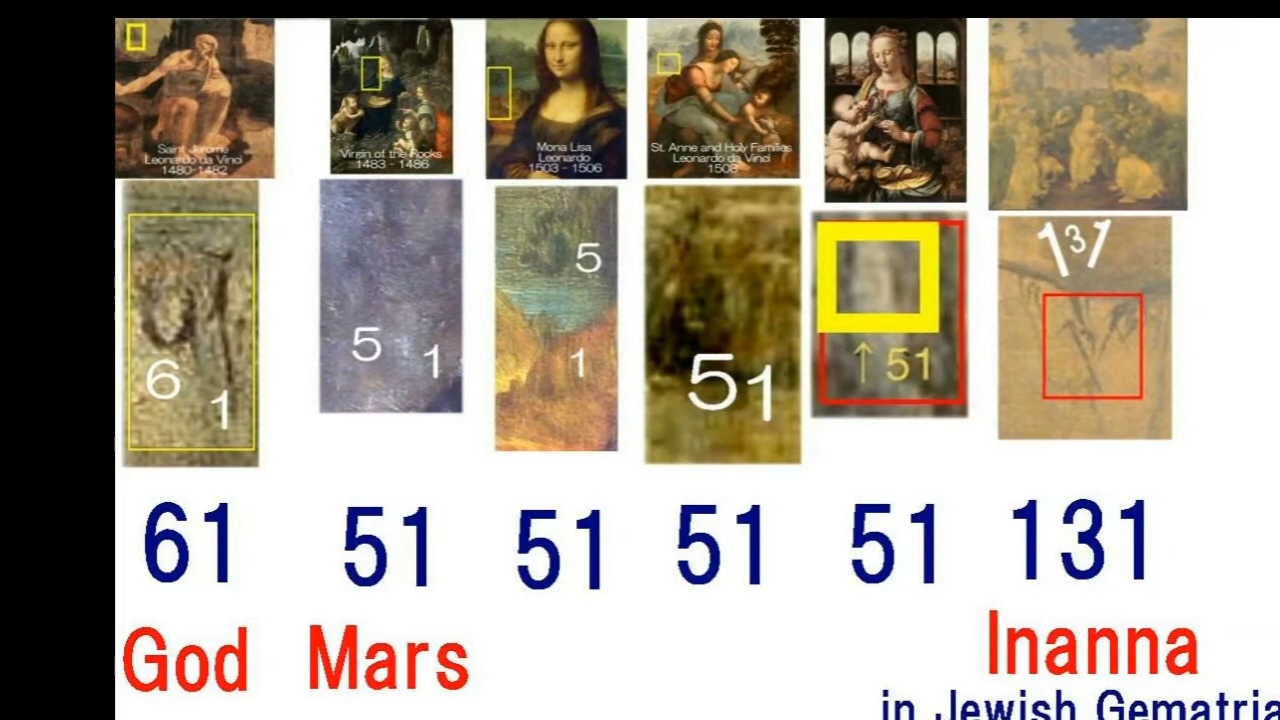 Saint Jerome
Leonardo da Vinci
1480-1482
Virgin of the Rocks
1483 - 1486
Mona Lisa
Leonardo
1503 - 1506
St. Anne and Holy Families
Leonardo da Vinci
1508
6
1
5
1
5
1
51
↑ 51
131
61
51
51
51
51
131
God
Mars
Inanna
in Jewish Gematria